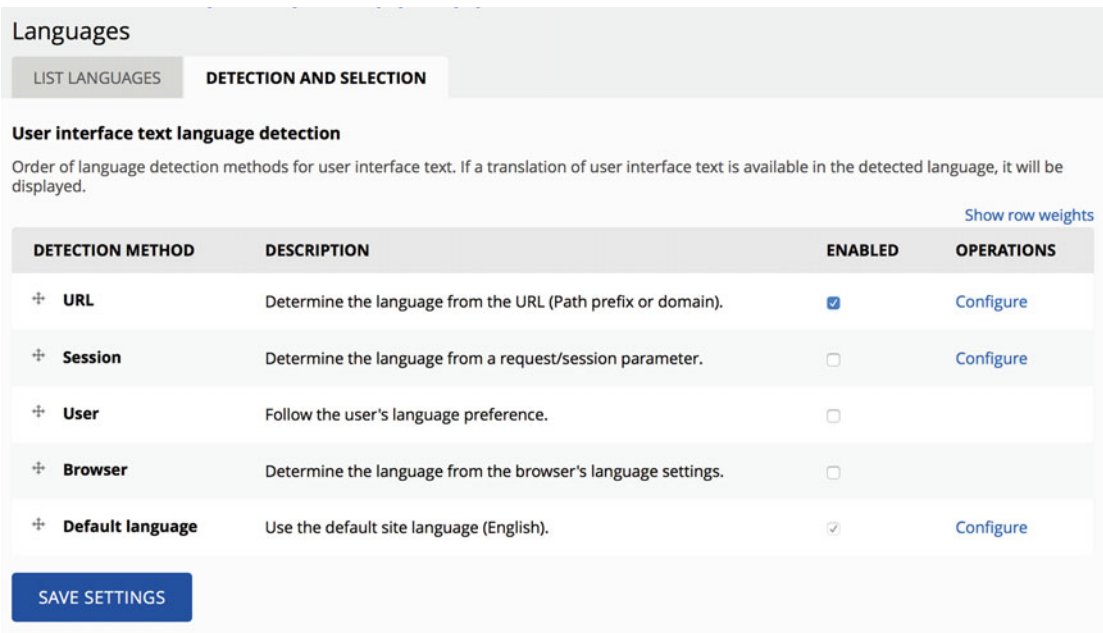 Languages
LIST LANGUAGES DETECTION AND SELECTION
User interface text language detection
Order of language detection methods for user interface text. If a translation of user interface text is available in the detected language, it will be
displayed.
Show row weights
DETECTION METHOD DESCRIPTION ENABLED OPERATIONS
URL Determine the language from the URL (Path prefix or domain). Configure
Session Determine the language from a request/session parameter. Configure
User Follow the user's language preference.
Browser Determine the language from the browser's language settings.
Default language Use the default site language (English). Configure
SAVE SETTINGS